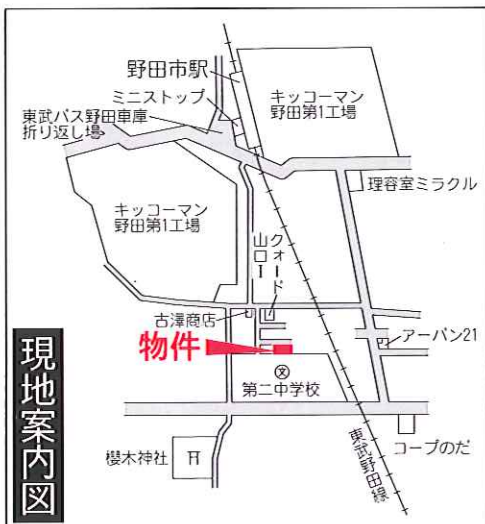 野田市駅
ミニストップ
東武バス野田車庫
折り返し場
キッコーマン
野田第1工場
理容室ミラクル
キッコーマン
野田第1工場
クォード
山口Ⅰ
古澤商店
物件
アーバン21
文
第二中学校
現地案内図
コープのだ
東武野田線
櫻木神社